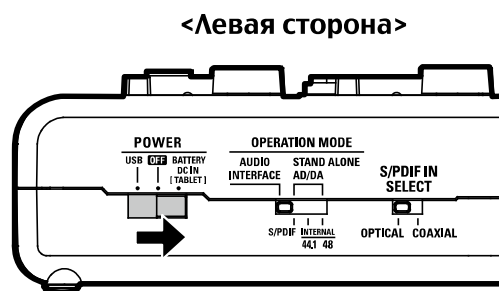 <Левая сторона>
POWER
USB OFF BATTERY
DC IN
[ TABLET ]
OPERATION MODE
AUDIO INTERFACE
STAND ALONE AD/DA
S/PDIF
INTERNAL
44.1 48
S/PDIF IN
SELECT
OPTICAL COAXIAL